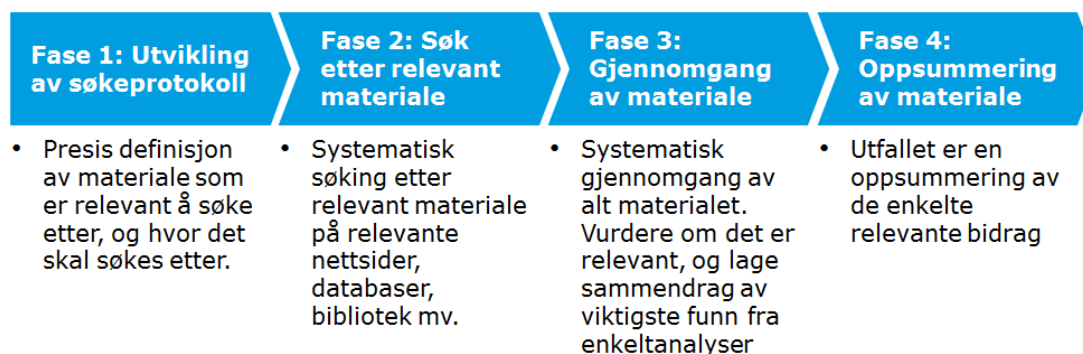 Fase 1: Utvikling
av søkeprotokoll
• Presis definisjon
av materiale som
er relevant å søke
etter, og hvor det
skal søkes etter.
Fase 2: Søk
etter relevant
materiale
• Systematisk
søking etter
relevant materiale
på relevante
nettsider,
databaser,
bibliotek mv.
Fase 3:
Gjennomgang
av materiale
• Systematisk
gjennomgang av
alt materialet.
Vurdere om det er
relevant, og lage
sammendrag av
viktigste funn fra
enkeltanalyser
Fase 4:
Oppsummering
av materiale
• Utfallet er en
oppsummering av
de enkelte
relevante bidrag